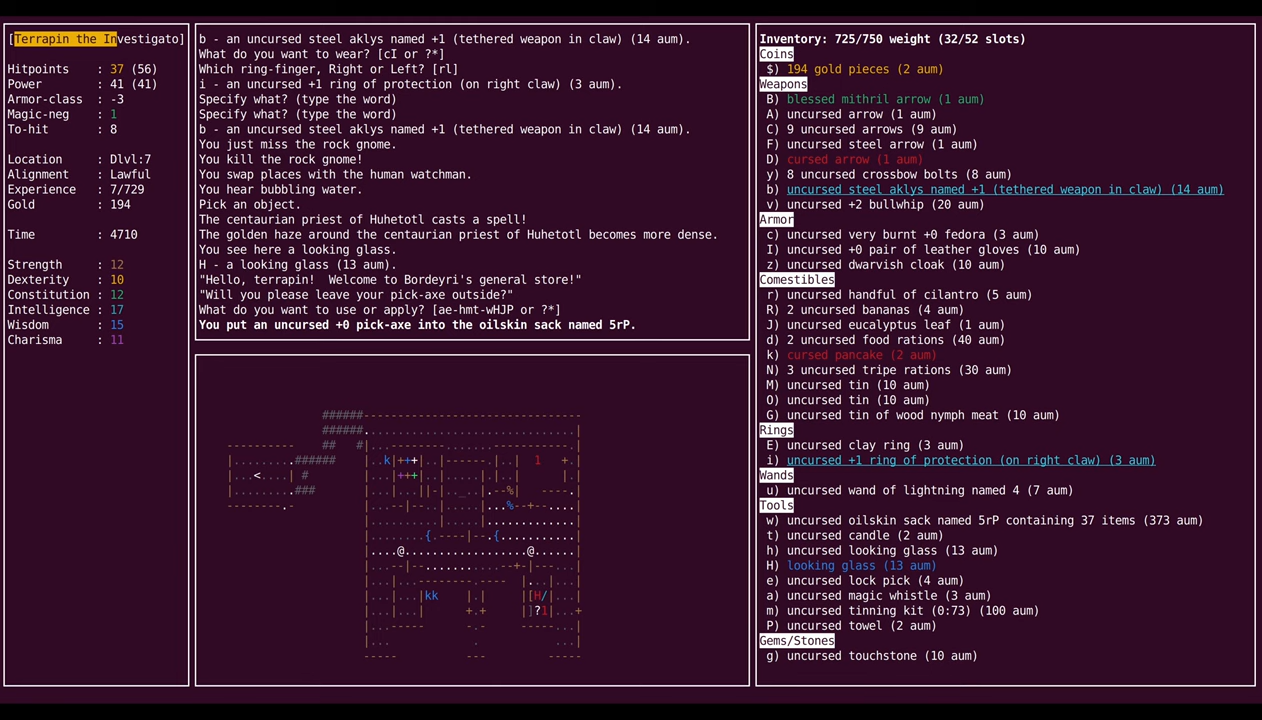 [Terrapin the Investigato]
Hitpoints : 37 (56)
Power : 41 (41)
Armor-class : -3
Magic-neg : 1
To-hit : 8
Location : Dlvl:7
Alignment : Lawful
Experience : 7/729
Gold : 194
Time : 4710
Strength : 12
Dexterity : 10
Constitution : 12
Intelligence : 17
Wisdom : 15
Charisma : 11
b - an uncursed steel aklys named +1 (tethered weapon in claw) (14 aum).
What do you want to wear? [cI or ?*]
Which ring-finger, Right or Left? [rl]
i - an uncursed +1 ring of protection (on right claw) (3 aum).
Specify what? (type the word)
Specify what? (type the word)
b - an uncursed steel aklys named +1 (tethered weapon in claw) (14 aum).
You just miss the rock gnome.
You kill the rock gnome!
You swap places with the human watchman.
You hear bubbling water.
Pick an object.
The centaurian priest of Huhetotl casts a spell!
The golden haze around the centaurian priest of Huhetotl becomes more dense.
You see here a looking glass.
H - a looking glass (13 aum).
"Hello, terrapin!  Welcome to Bordeyri's general store!"
"Will you please leave your pick-axe outside?"
What do you want to use or apply? [ae-hmt-wHJP or ?*]
You put an uncursed +0 pick-axe into the oilskin sack named 5rP.
Inventory: 725/750 weight (32/52 slots)
Coins
$) 194 gold pieces (2 aum)
Weapons
B) blessed mithril arrow (1 aum)
A) uncursed arrow (1 aum)
C) 9 uncursed arrows (9 aum)
F) uncursed steel arrow (1 aum)
D) cursed arrow (1 aum)
y) 8 uncursed crossbow bolts (8 aum)
b) uncursed steel aklys named +1 (tethered weapon in claw) (14 aum)
v) uncursed +2 bullwhip (20 aum)
Armor
c) uncursed very burnt +0 fedora (3 aum)
I) uncursed +0 pair of leather gloves (10 aum)
z) uncursed dwarvish cloak (10 aum)
Comestibles
r) uncursed handful of cilantro (5 aum)
R) 2 uncursed bananas (4 aum)
J) uncursed eucalyptus leaf (1 aum)
d) 2 uncursed food rations (40 aum)
k) cursed pancake (2 aum)
N) 3 uncursed tripe rations (30 aum)
M) uncursed tin (10 aum)
O) uncursed tin (10 aum)
G) uncursed tin of wood nymph meat (10 aum)
Rings
E) uncursed clay ring (3 aum)
i) uncursed +1 ring of protection (on right claw) (3 aum)
Wands
u) uncursed wand of lightning named 4 (7 aum)
Tools
w) uncursed oilskin sack named 5rP containing 37 items (373 aum)
t) uncursed candle (2 aum)
h) uncursed looking glass (13 aum)
H) looking glass (13 aum)
e) uncursed lock pick (4 aum)
a) uncursed magic whistle (3 aum)
m) uncursed tinning kit (0:73) (100 aum)
P) uncursed towel (2 aum)
Gems/Stones
g) uncursed touchstone (10 aum)